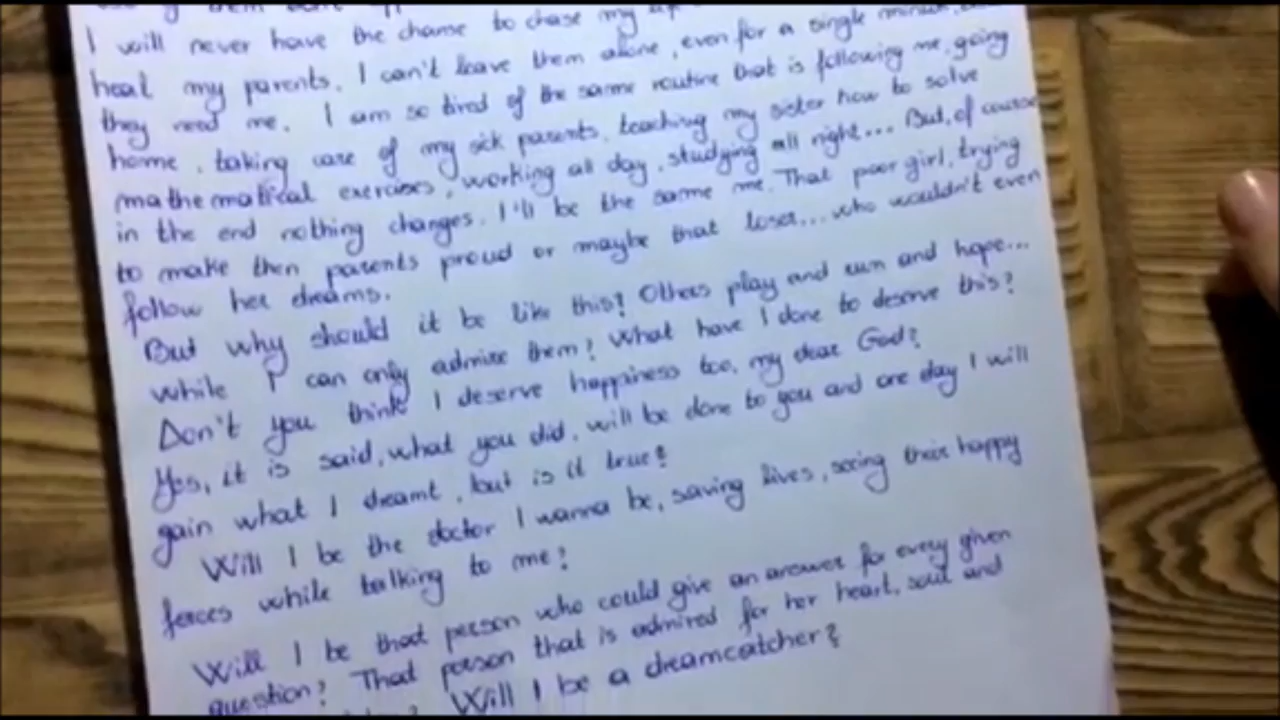 I will never have the chanse to chase my
heal my parents. I can't leave them alone, even for a single
they need me. I am so tired of the same routine that is following me, going
home, taking care of my sick parents, teaching my sister how to solve
mathematical exercises, working all day, studying all night... But, of course
in the end nothing changes. I'll be the same me. That poor girl, trying
to make then parents proud or maybe that loser... who wouldn't even
follow her dreams.
But why should it be like this? Others play and run and hope...
while I can only admire them? What have I done to deserve this?
Don't you think I deserve happiness too, my dear God?
Yes, it is said, what you did, will be done to you and one day I will
gain what I dreamt, but is it true?
Will I be the doctor I wanna be, saving lives, seeing their happy
feces while talking to me?
Will I be that person who could give an answer for every given
question? That person that is admired for her heart, soul and
Will I be a dreamcatcher?